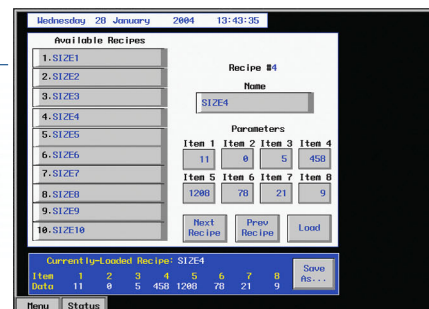 Wednesday 28 January 2004 13:43:35
Available Recipes
1.SIZE1
2.SIZE2
3.SIZE3
4.SIZE4
5.SIZE5
6.SIZE6
7.SIZE7
8.SIZE8
9.SIZE9
10.SIZE10
Recipe #4
Name
SIZE4
Parameters
Item 1 Item 2 Item 3 Item 4
11 0 5 458
Item 5 Item 6 Item 7 Item 8
1208 78 21 9
Next Recipe
Prev Recipe
Load
Currently-Loaded Recipe: SIZE4
Item 1 2 3 4 5 6 7 8
Data 11 0 5 458 1208 78 21 9
Save As...
Menu Status